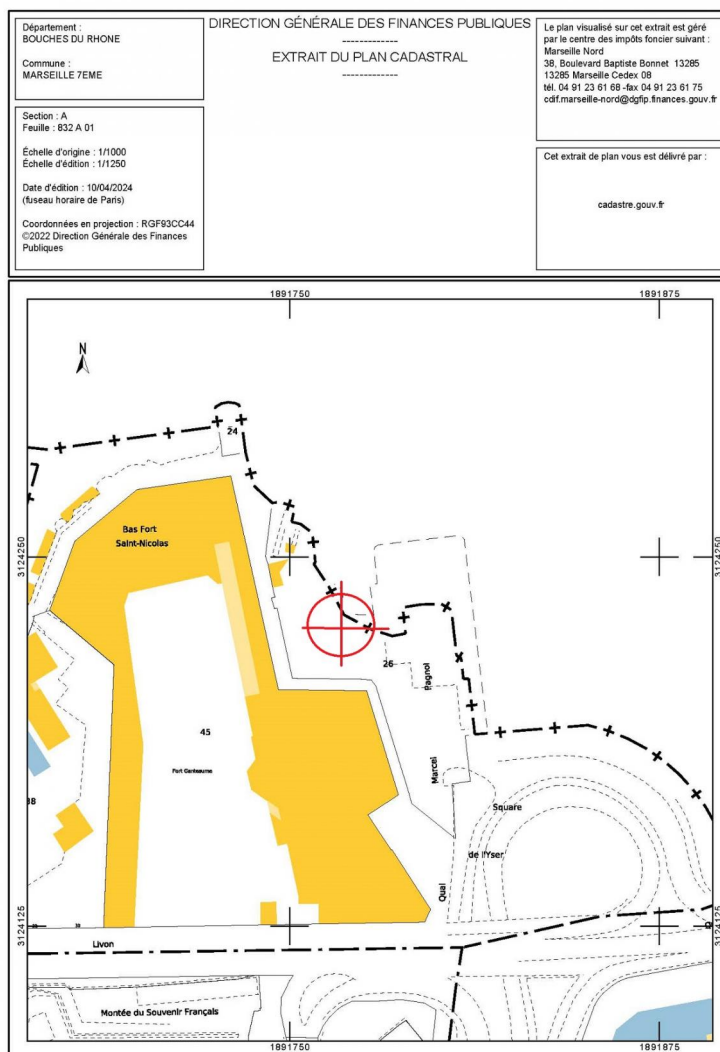 Département :
BOUCHES DU RHONE
Commune :
MARSEILLE 7EME
Section : A
Feuille : 832 A 01
Échelle d'origine : 1/1000
Échelle d'édition : 1/1250
Date d'édition : 10/04/2024
(fuseau horaire de Paris)
Coordonnées en projection : RGF93CC44
©2022 Direction Générale des Finances
Publiques
DIRECTION GÉNÉRALE DES FINANCES PUBLIQUES
-------------
EXTRAIT DU PLAN CADASTRAL
-------------
Le plan visualisé sur cet extrait est géré
par le centre des impôts foncier suivant :
Marseille Nord
38, Boulevard Baptiste Bonnet 13285
13285 Marseille Cedex 08
tél. 04 91 23 61 68 -fax 04 91 23 61 75
cdif.marseille-nord@dgfip.finances.gouv.fr
Cet extrait de plan vous est délivré par :
cadastre.gouv.fr
1891750
1891875
N
24
Bas Fort
Saint-Nicolas
3124250
3124250
26
Pagnol
45
Fort Ganteaume
Marcel
38
Square
de l'Yser
Quai
3124125
3124125
Livon
Montée du Souvenir Français
1891750
1891875